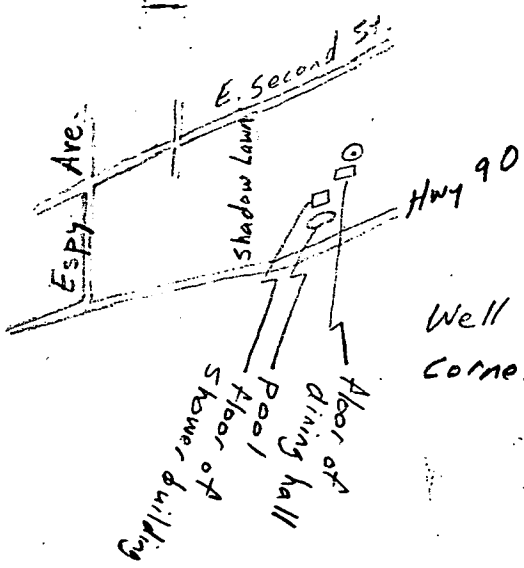 E. Second St.
Espy Ave.
Shadow Lawn
Hwy 90
Well
Corne
floor of
dining hall
pool
floor of
shower building